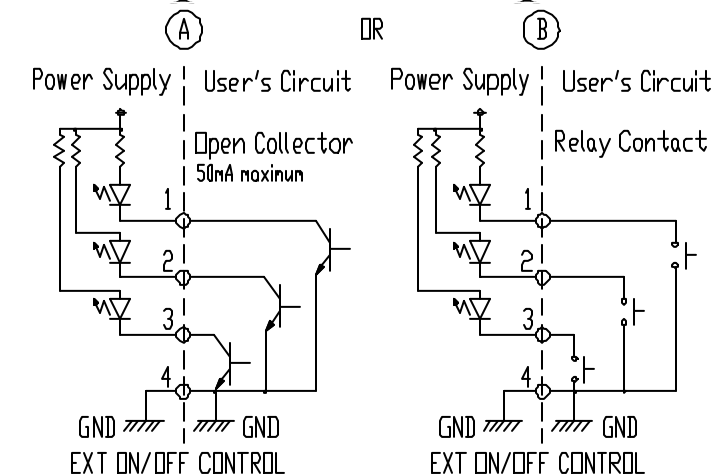 A OR B
Power Supply User's Circuit Power Supply User's Circuit
Open Collector Relay Contact
50mA maxinum
1 1
2 2
3 3
4 4
GND GND GND GND
EXT ON/OFF CONTROL EXT ON/OFF CONTROL